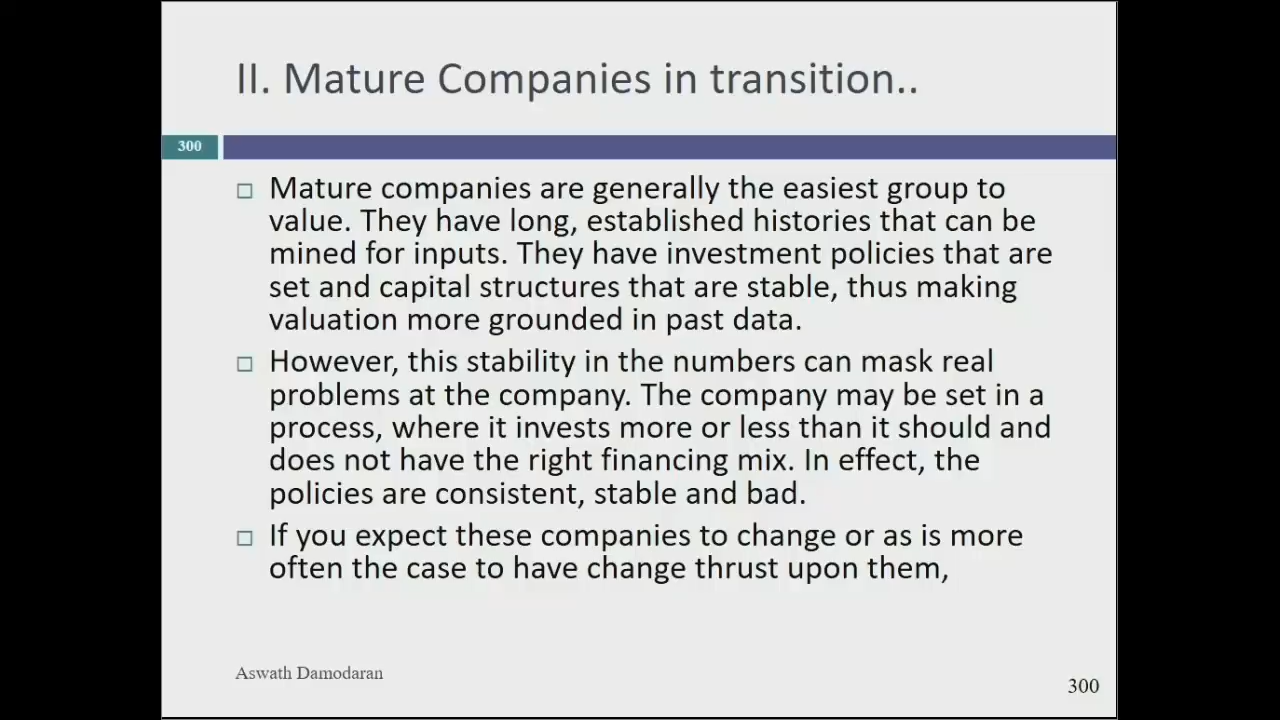 II. Mature Companies in transition..
300
Mature companies are generally the easiest group to
value. They have long, established histories that can be
mined for inputs. They have investment policies that are
set and capital structures that are stable, thus making
valuation more grounded in past data.
However, this stability in the numbers can mask real
problems at the company. The company may be set in a
process, where it invests more or less than it should and
does not have the right financing mix. In effect, the
policies are consistent, stable and bad.
If you expect these companies to change or as is more
often the case to have change thrust upon them,
Aswath Damodaran
300